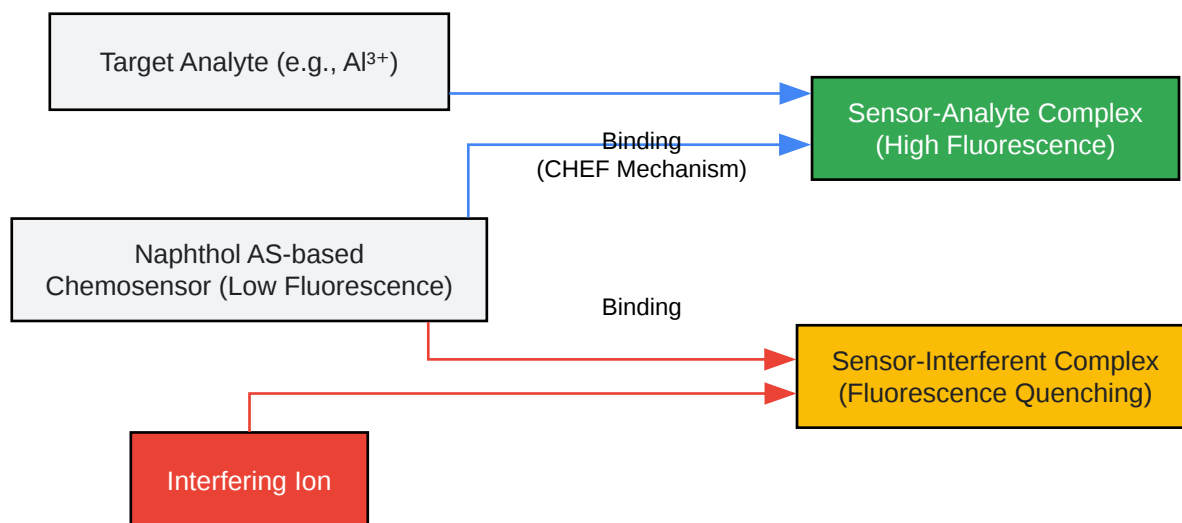 Target Analyte (e.g., Al³⁺)
Sensor-Analyte Complex
(High Fluorescence)
Binding
(CHEF Mechanism)
Naphthol AS-based
Chemosensor (Low Fluorescence)
Binding
Sensor-Interferent Complex
(Fluorescence Quenching)
Interfering Ion